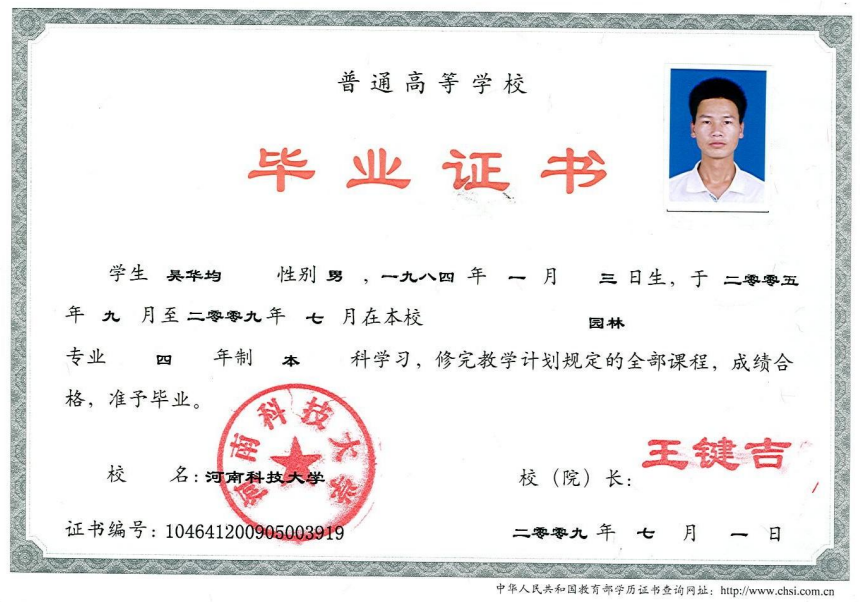 普通高等学校
毕业证书
学生 吴华均 性别 男 ，一九八四 年 一 月 三 日生，于 二零零五
年 九 月至 二零零九 年 七 月在本校 园林
专业 四 年制 本 科学习，修完教学计划规定的全部课程，成绩合
格，准予毕业。
河南科技大学
王键吉
校 名：河南科技大学 校（院）长：
证书编号：104641200905003919 二零零九 年 七 月 一 日
中华人民共和国教育部学历证书查询网址：http://www.chsi.com.cn